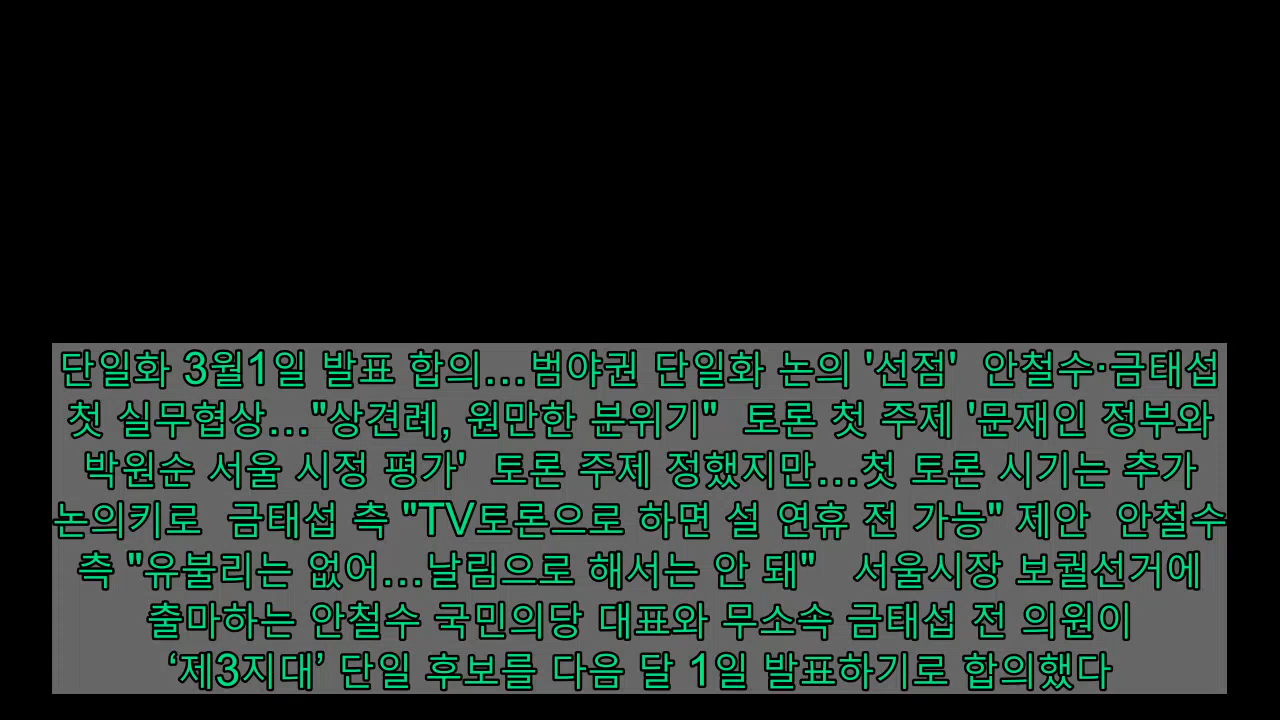 단일화 3월1일 발표 합의...범야권 단일화 논의 '선점'  안철수·금태섭
첫 실무협상..."상견례, 원만한 분위기"  토론 첫 주제 '문재인 정부와
박원순 서울 시정 평가'  토론 주제 정했지만...첫 토론 시기는 추가
논의키로  금태섭 측 "TV토론으로 하면 설 연휴 전 가능" 제안  안철수
측 "유불리는 없어...날림으로 해서는 안 돼"   서울시장 보궐선거에
출마하는 안철수 국민의당 대표와 무소속 금태섭 전 의원이
‘제3지대’ 단일 후보를 다음 달 1일 발표하기로 합의했다